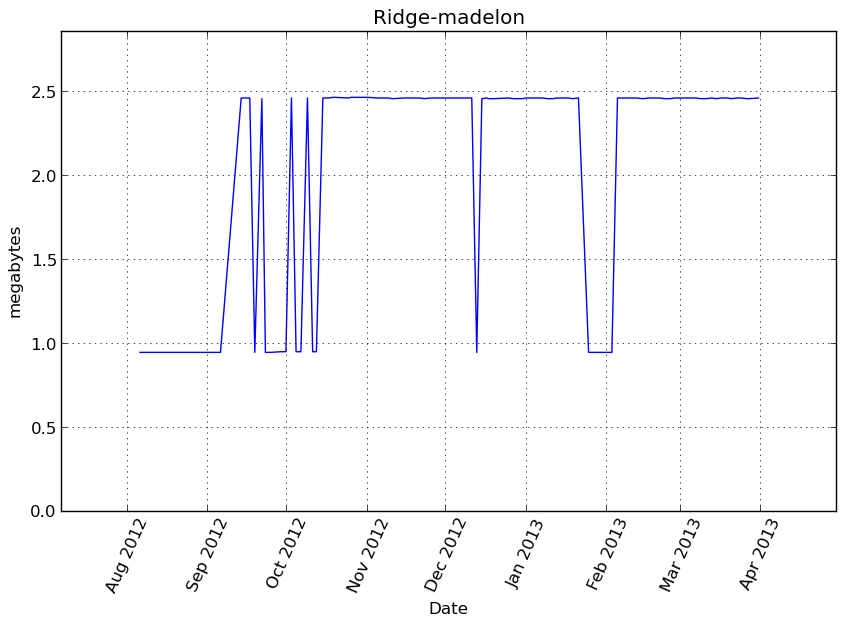 Ridge-madelon
megabytes
2.5
2.0
1.5
1.0
0.5
0.0
Aug 2012
Sep 2012
Oct 2012
Nov 2012
Dec 2012
Jan 2013
Feb 2013
Mar 2013
Apr 2013
Date